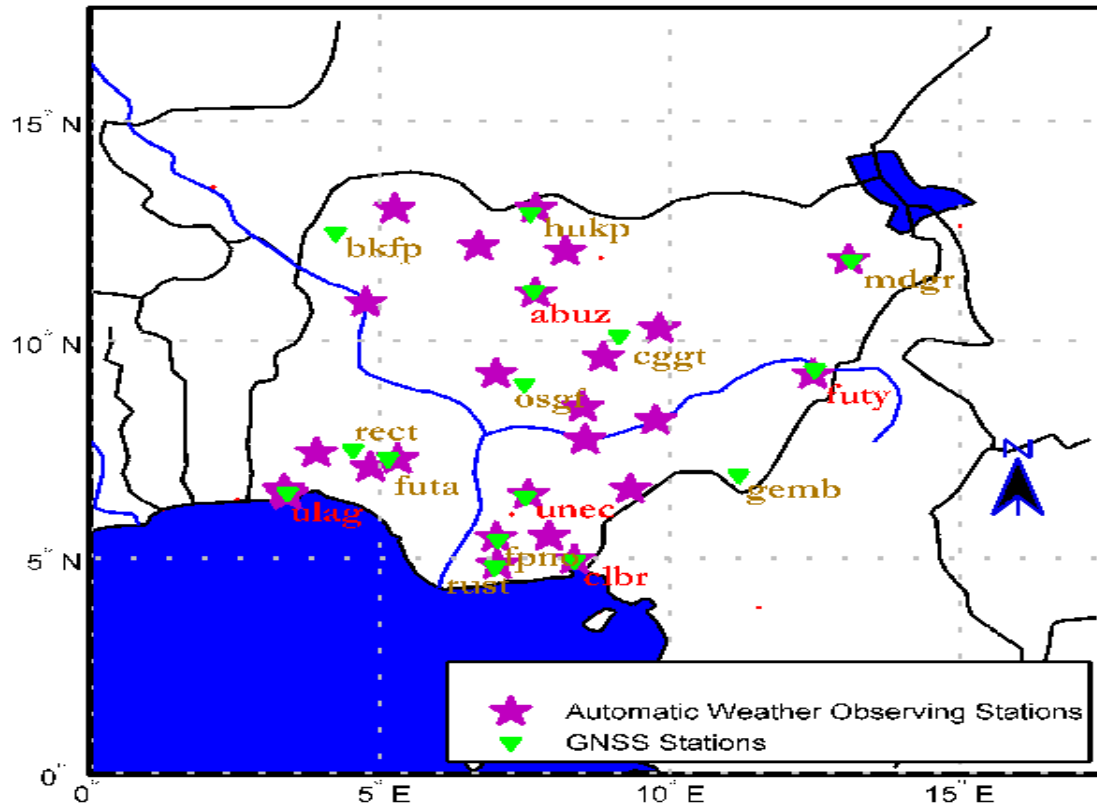 15° N
hukp
bkfp
mdgr
abuz
10° N
cggt
osgf
futy
rect
futa
gemb
ulag
unec
5° N
clbr
rust
Automatic Weather Observing Stations
GNSS Stations
0°
0° 5° E 10° E 15° E